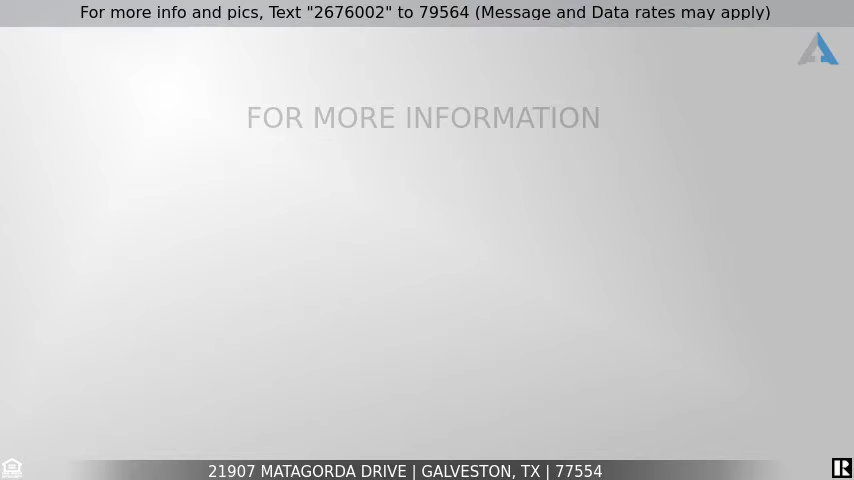 For more info and pics, Text "2676002" to 79564 (Message and Data rates may apply)
FOR MORE INFORMATION
21907 MATAGORDA DRIVE | GALVESTON, TX | 77554